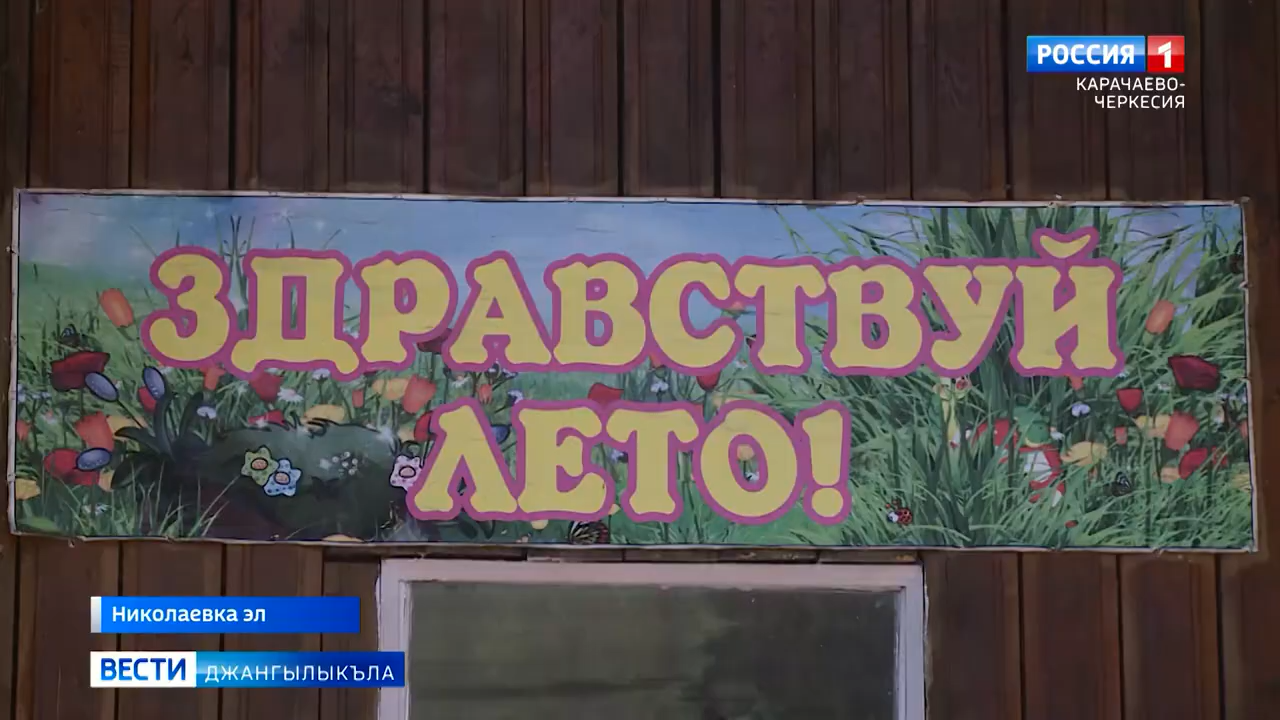 РОССИЯ 1
КАРАЧАЕВО-
ЧЕРКЕСИЯ
ЗДРАВСТВУЙ
ЛЕТО!
Николаевка эл
ВЕСТИ ДЖАНГЫЛЫКЪЛА